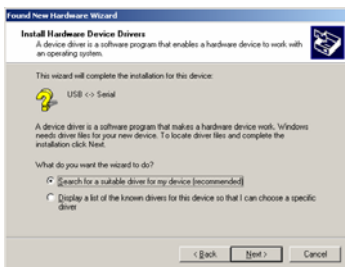 Found New Hardware Wizard
Install Hardware Device Drivers
A device driver is a software program that enables a hardware device to work with
an operating system.
This wizard will complete the installation for this device:
USB <-> Serial
A device driver is a software program that makes a hardware device work. Windows
needs driver files for your new device. To locate driver files and complete the
installation click Next.
What do you want the wizard to do?
Search for a suitable driver for my device (recommended)
Display a list of the known drivers for this device so that I can choose a specific
driver
< Back Next > Cancel